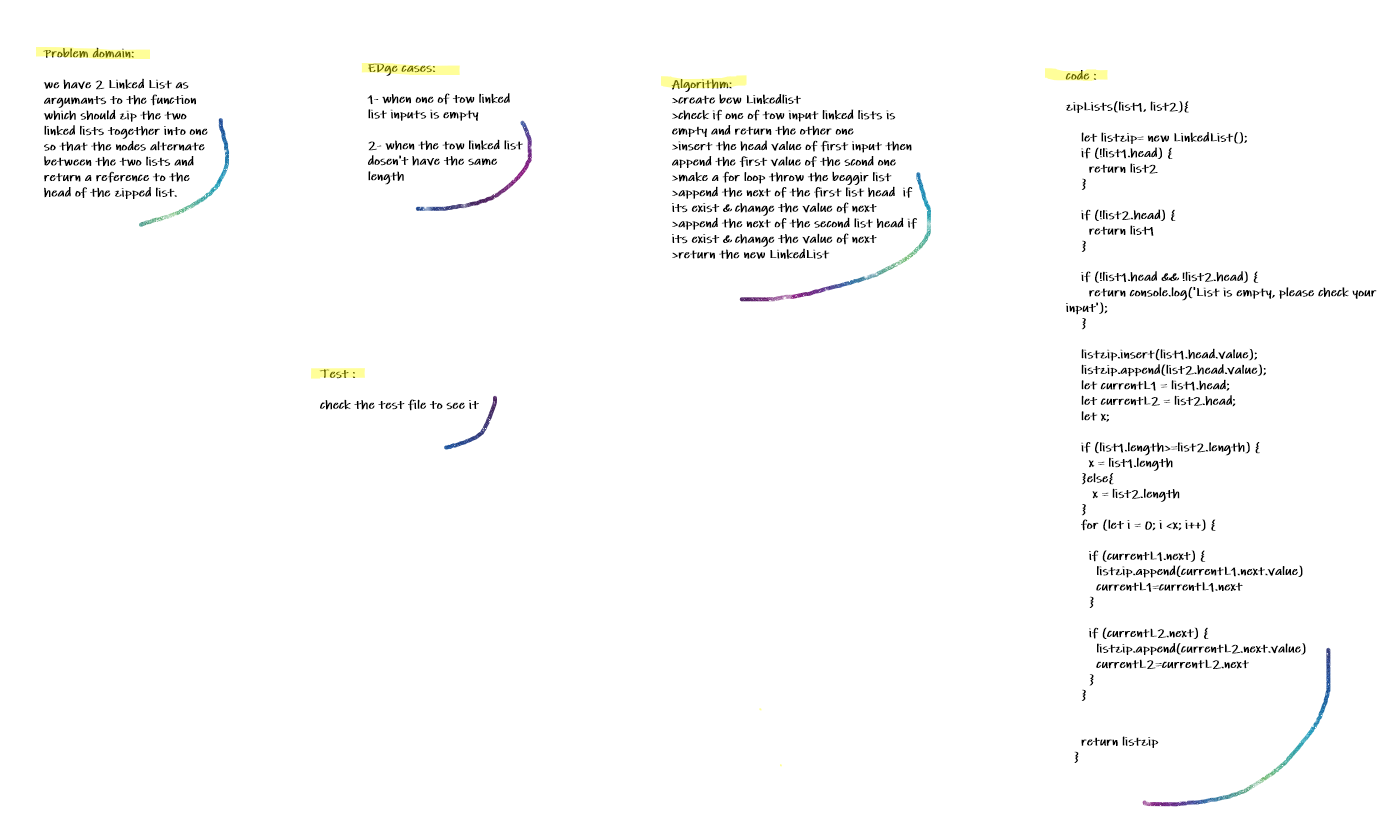 Problem domain:
we have 2 Linked List as
argumants to the function
which should zip the two
linked lists together into one
so that the nodes alternate
between the two lists and
return a reference to the
head of the zipped list.
EDge cases:
1- when one of tow linked
list inputs is empty
2- when the tow linked list
dosen't have the same
length
Test :
check the test file to see it
Algorithm:
>create bew Linkedlist
>check if one of tow input linked lists is
empty and return the other one
>insert the head value of first input then
append the first value of the second one
>make a for loop throw the beggir list
>append the next of the first list head  if
its exist & change the value of next
>append the next of the second list head if
its exist & change the value of next
>return the new LinkedList
code :
zipLists(list1, list2){
let listzip= new LinkedList();
if (!list1.head) {
return list2
}
if (!list2.head) {
return list1
}
if (!list1.head && !list2.head) {
return console.log('List is empty, please check your
input');
}
listzip.insert(list1.head.value);
listzip.append(list2.head.value);
let currentL1 = list1.head;
let currentL2 = list2.head;
let x;
if (list1.length>=list2.length) {
x = list1.length
}else{
x = list2.length
}
for (let i = 0; i <x; i++) {
if (currentL1.next) {
listzip.append(currentL1.next.value)
currentL1=currentL1.next
}
if (currentL2.next) {
listzip.append(currentL2.next.value)
currentL2=currentL2.next
}
}
return listzip
}